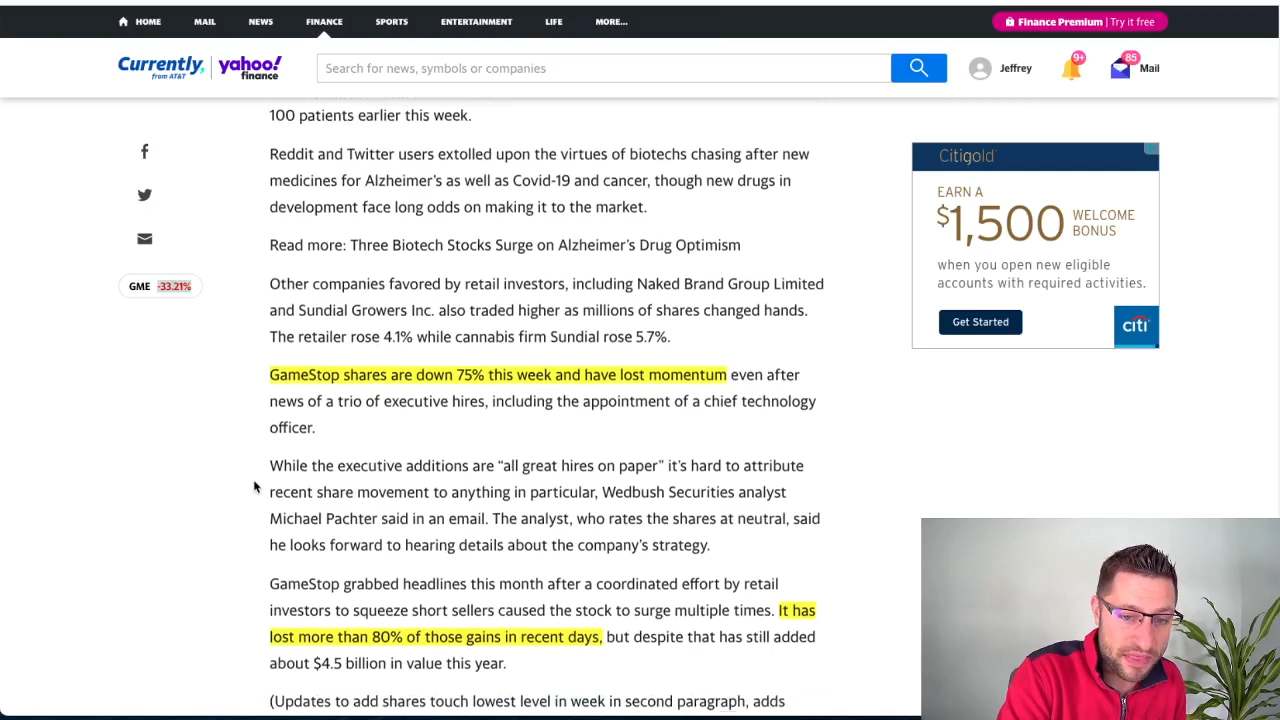 HOME
MAIL
NEWS
FINANCE
SPORTS
ENTERTAINMENT
LIFE
MORE...
Finance Premium | Try it free
Currently,
from AT&T
yahoo!
finance
Search for news, symbols or companies
Jeffrey
9+
85
Mail
100 patients earlier this week.
Reddit and Twitter users extolled upon the virtues of biotechs chasing after new
medicines for Alzheimer's as well as Covid-19 and cancer, though new drugs in
development face long odds on making it to the market.
Read more: Three Biotech Stocks Surge on Alzheimer's Drug Optimism
GME -33.21%
Other companies favored by retail investors, including Naked Brand Group Limited
and Sundial Growers Inc. also traded higher as millions of shares changed hands.
The retailer rose 4.1% while cannabis firm Sundial rose 5.7%.
GameStop shares are down 75% this week and have lost momentum even after
news of a trio of executive hires, including the appointment of a chief technology
officer.
While the executive additions are “all great hires on paper” it's hard to attribute
recent share movement to anything in particular, Wedbush Securities analyst
Michael Pachter said in an email. The analyst, who rates the shares at neutral, said
he looks forward to hearing details about the company's strategy.
GameStop grabbed headlines this month after a coordinated effort by retail
investors to squeeze short sellers caused the stock to surge multiple times. It has
lost more than 80% of those gains in recent days, but despite that has still added
about $4.5 billion in value this year.
(Updates to add shares touch lowest level in week in second paragraph, adds
Citigold
EARN A
$1,500 WELCOME
BONUS
when you open new eligible
accounts with required activities.
Get Started
citi